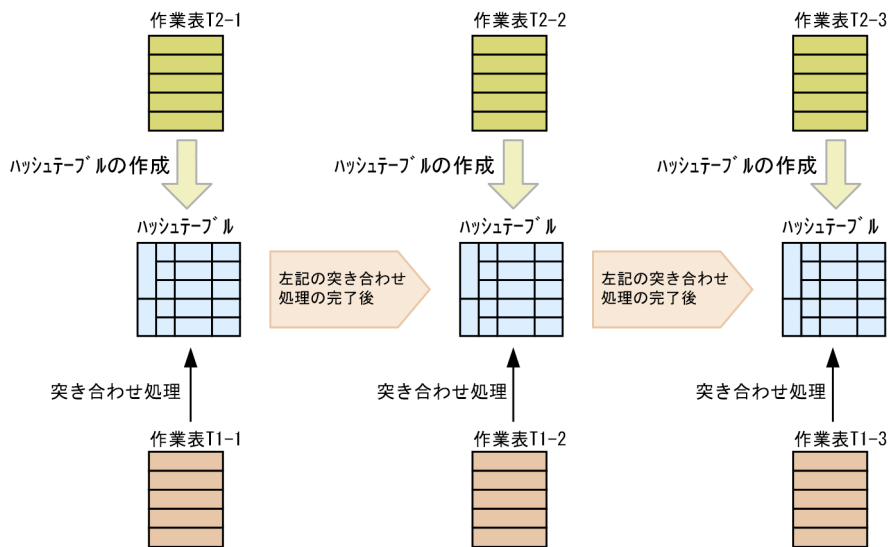 作業表T2-1
作業表T2-2
作業表T2-3
ハッシュテーブルの作成
ハッシュテーブルの作成
ハッシュテーブルの作成
ハッシュテーブル
ハッシュテーブル
ハッシュテーブル
左記の突き合わせ
処理の完了後
左記の突き合わせ
処理の完了後
突き合わせ処理
突き合わせ処理
突き合わせ処理
作業表T1-1
作業表T1-2
作業表T1-3